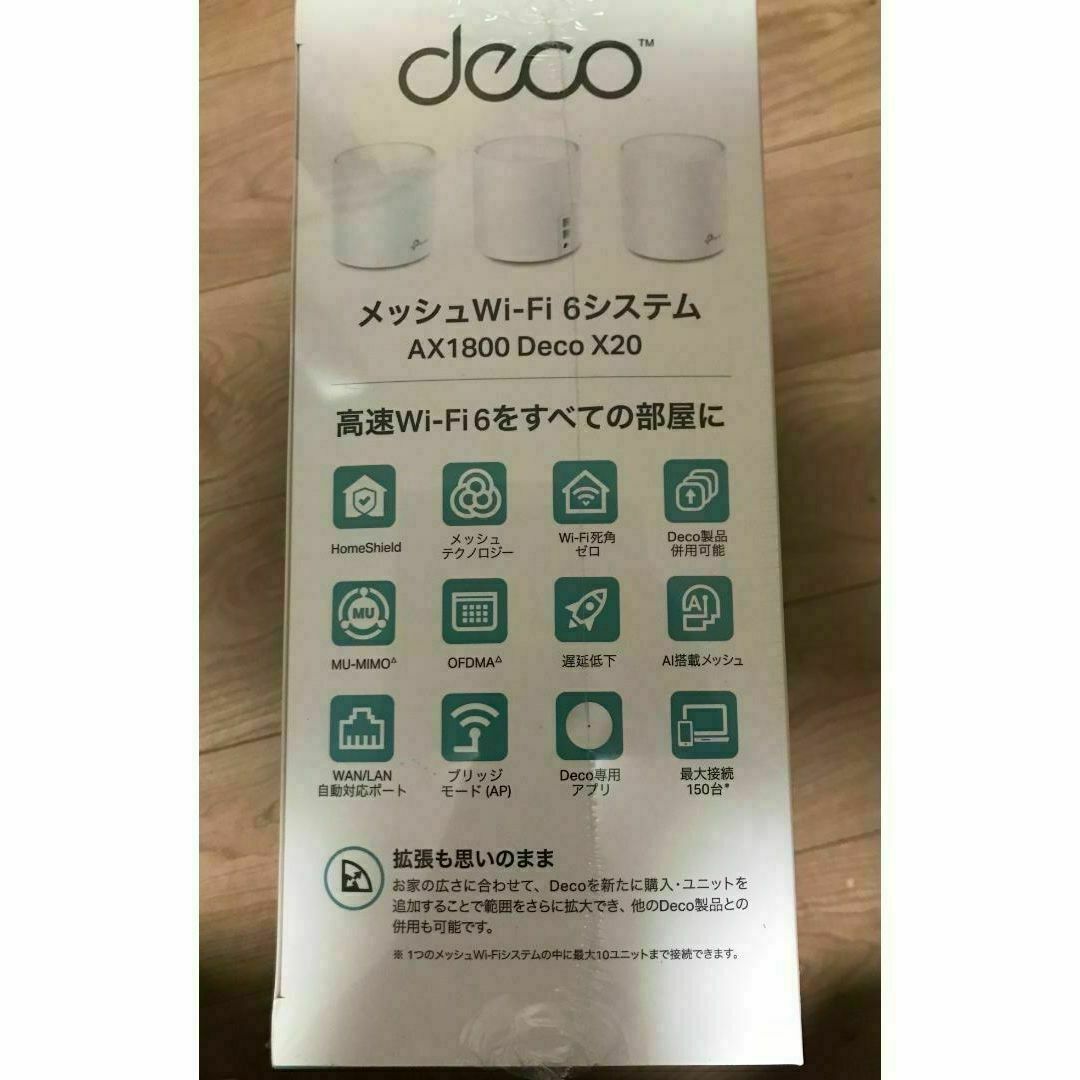 deco™
メッシュWi-Fi 6システム
AX1800 Deco X20
高速Wi-Fi 6をすべての部屋に
HomeShield
メッシュ
テクノロジー
Wi-Fi死角
ゼロ
Deco製品
併用可能
MU
MU-MIMO△
OFDMA△
遅延低下
AI
AI搭載メッシュ
WAN/LAN
自動対応ポート
ブリッジ
モード (AP)
Deco専用
アプリ
最大接続
150台*
拡張も思いのまま
お家の広さに合わせて、Decoを新たに購入・ユニットを
追加することで範囲をさらに拡大でき、他のDeco製品との
併用も可能です。
※ 1つのメッシュWi-Fiシステムの中に最大10ユニットまで接続できます。